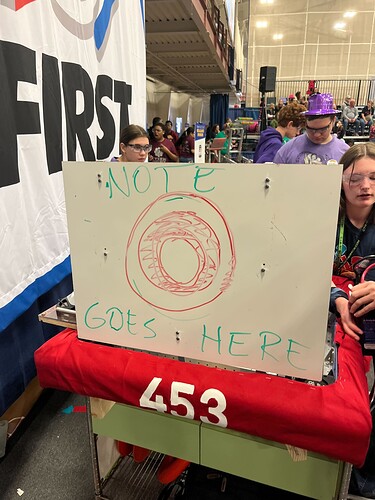 FIRST
NOTE
GOES HERE
453